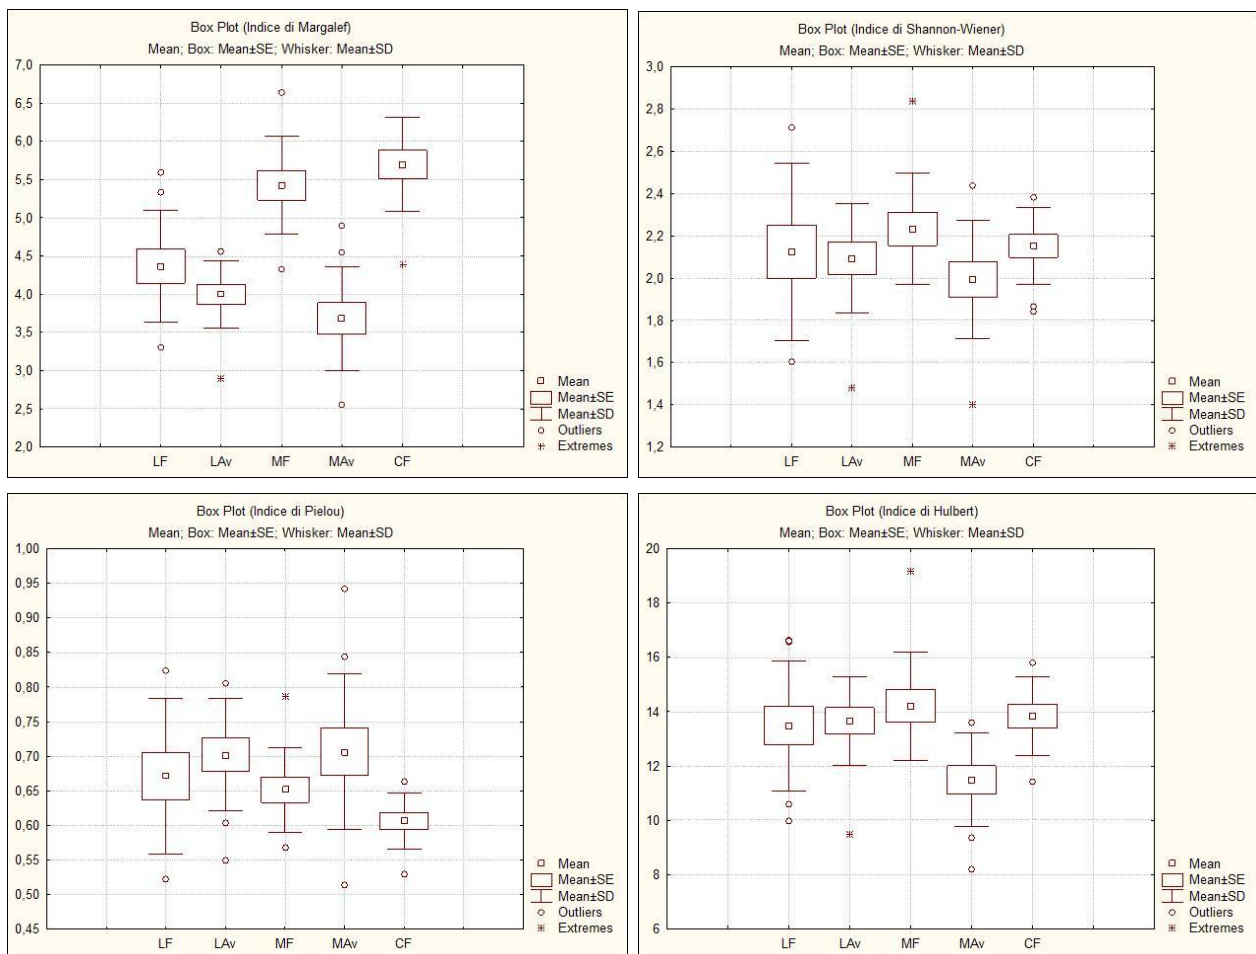 Box Plot (Indice di Margalef)
Mean; Box: Mean±SE; Whisker: Mean±SD
7,0
6,5
6,0
5,5
5,0
4,5
4,0
3,5
3,0
2,5
2,0
LF LAv MF MAv CF
Mean
Mean±SE
Mean±SD
Outliers
Extremes
Box Plot (Indice di Shannon-Wiener)
Mean; Box: Mean±SE; Whisker: Mean±SD
3,0
2,8
2,6
2,4
2,2
2,0
1,8
1,6
1,4
1,2
LF LAv MF MAv CF
Mean
Mean±SE
Mean±SD
Outliers
Extremes
Box Plot (Indice di Pielou)
Mean; Box: Mean±SE; Whisker: Mean±SD
1,00
0,95
0,90
0,85
0,80
0,75
0,70
0,65
0,60
0,55
0,50
0,45
LF LAv MF MAv CF
Mean
Mean±SE
Mean±SD
Outliers
Extremes
Box Plot (Indice di Hulbert)
Mean; Box: Mean±SE; Whisker: Mean±SD
20
18
16
14
12
10
8
6
LF LAv MF MAv CF
Mean
Mean±SE
Mean±SD
Outliers
Extremes